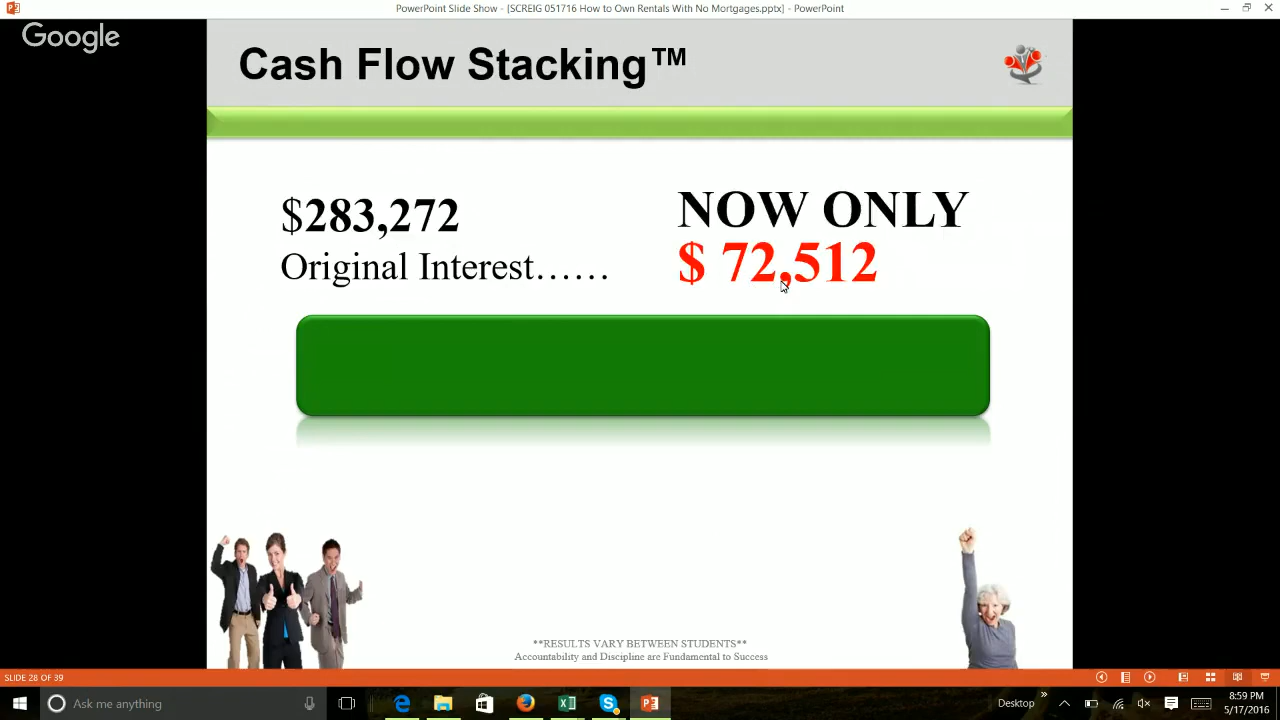 PowerPoint Slide Show - [SCREIG 051716 How to Own Rentals With No Mortgages.pptx] - PowerPoint
Google
Cash Flow Stacking™
$283,272
Original Interest……
NOW ONLY
$ 72,512
**RESULTS VARY BETWEEN STUDENTS**
Accountability and Discipline are Fundamental to Success
SLIDE 28 OF 39
Ask me anything
Desktop
8:59 PM
5/17/2016